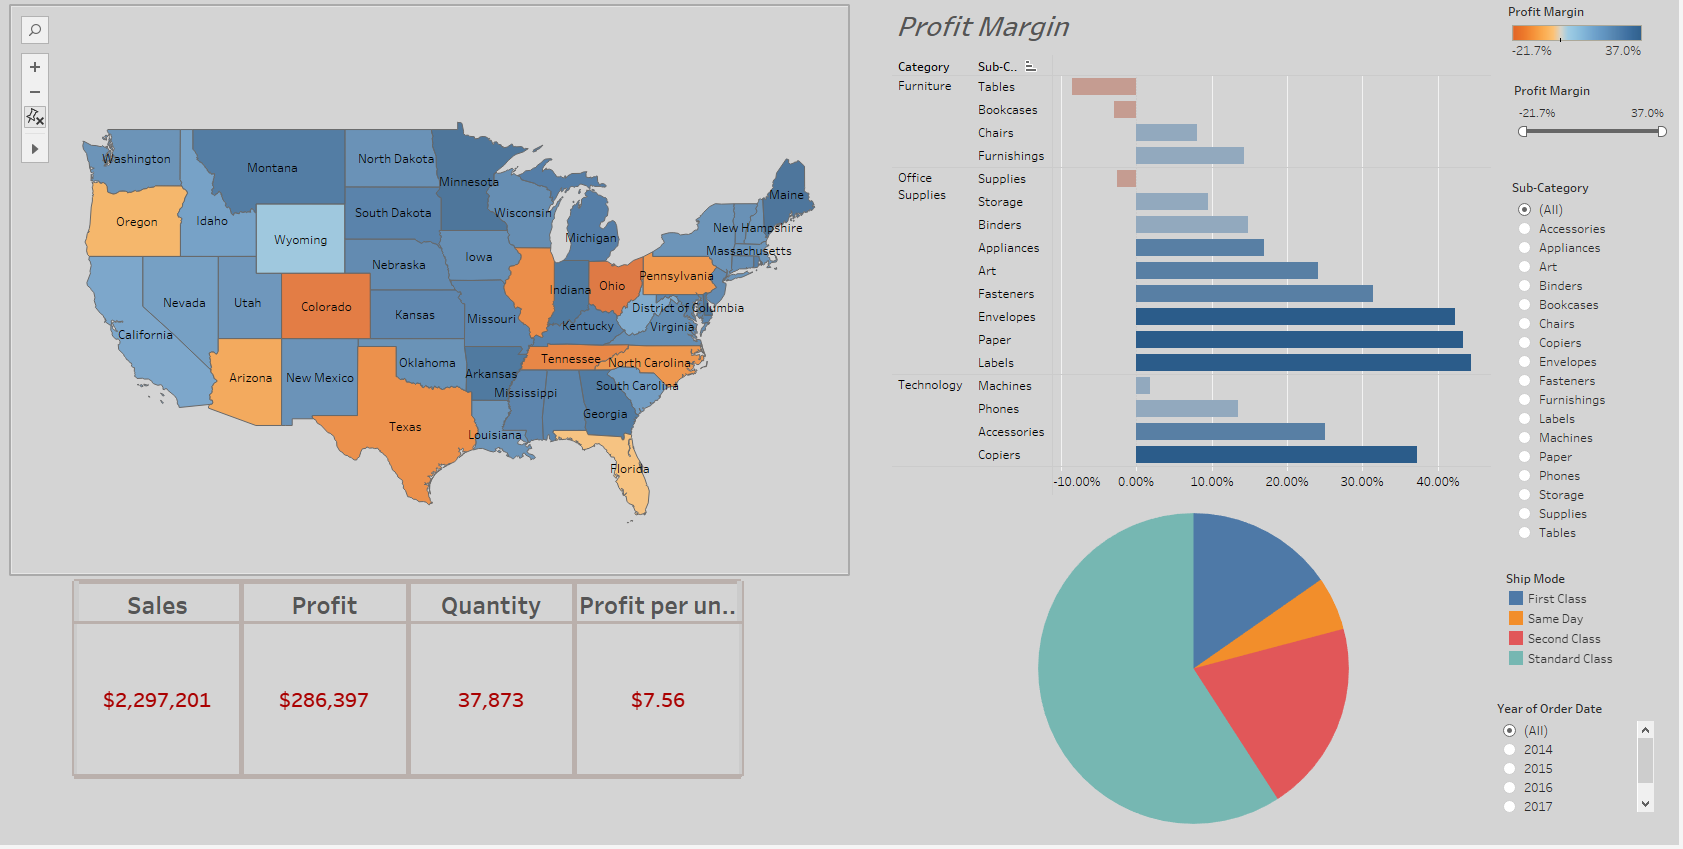 Washington
Montana
North Dakota
Minnesota
Maine
Oregon
Idaho
South Dakota
Wisconsin
New Hampshire
Wyoming
Michigan
Massachusetts
Nebraska
Iowa
Pennsylvania
Nevada
Utah
Colorado
Kansas
Missouri
Indiana
Ohio
District of Columbia
California
Kentucky
Virginia
Arizona
New Mexico
Oklahoma
Arkansas
Tennessee
North Carolina
Mississippi
South Carolina
Texas
Louisiana
Georgia
Florida
Sales
Profit
Quantity
Profit per un..
$2,297,201
$286,397
37,873
$7.56
Profit Margin
Category
Sub-C..
Furniture
Tables
Bookcases
Chairs
Furnishings
Office
Supplies
Supplies
Storage
Binders
Appliances
Art
Fasteners
Envelopes
Paper
Labels
Technology
Machines
Phones
Accessories
Copiers
-10.00%
0.00%
10.00%
20.00%
30.00%
40.00%
Profit Margin
-21.7%
37.0%
Profit Margin
-21.7%
37.0%
Sub-Category
(All)
Accessories
Appliances
Art
Binders
Bookcases
Chairs
Copiers
Envelopes
Fasteners
Furnishings
Labels
Machines
Paper
Phones
Storage
Supplies
Tables
Ship Mode
First Class
Same Day
Second Class
Standard Class
Year of Order Date
(All)
2014
2015
2016
2017